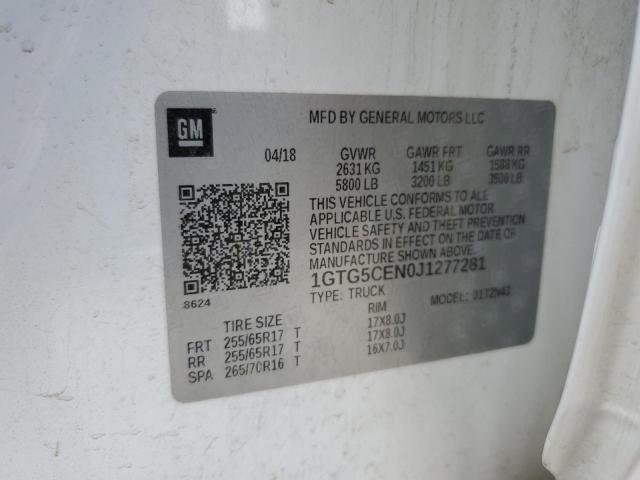 GM
MFD BY GENERAL MOTORS LLC
04/18 GVWR GAWR FRT GAWR RR
2631 KG 1451 KG 1588 KG
5800 LB 3200 LB 3500 LB
THIS VEHICLE CONFORMS TO ALL
APPLICABLE U.S. FEDERAL MOTOR
VEHICLE SAFETY AND THEFT PREVENTION
STANDARDS IN EFFECT ON THE DATE OF
MANUFACTURE SHOWN ABOVE.
1GTG5CEN0J1277281
TYPE: TRUCK MODEL:
8624
TIRE SIZE RIM
FRT 255/65R17 T 17X8.0J
RR 255/65R17 T 17X8.0J
SPA 265/70R16 T 16X7.0J